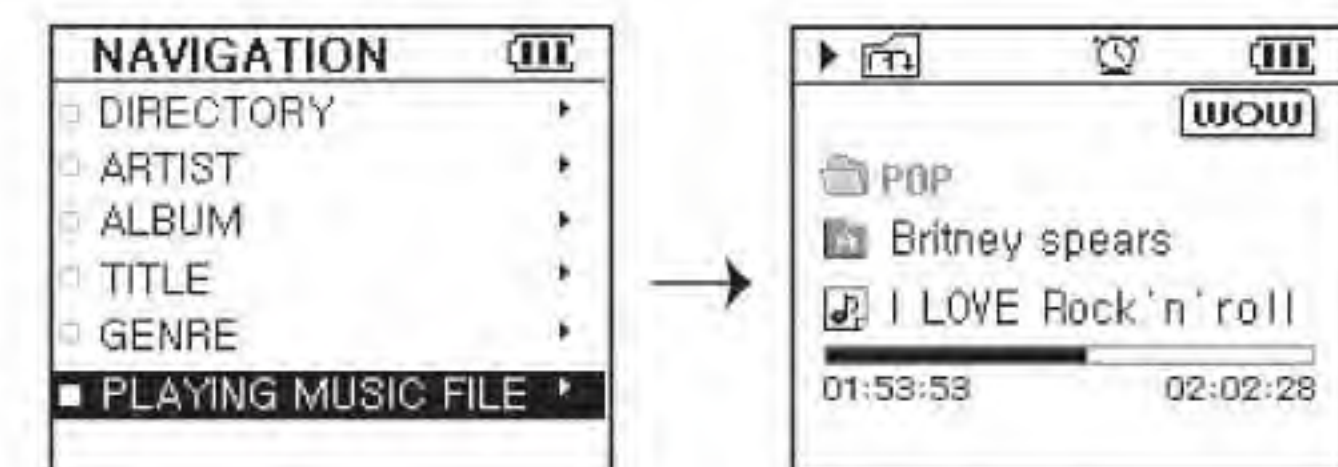 NAVIGATION
DIRECTORY
ARTIST
ALBUM
TITLE
GENRE
PLAYING MUSIC FILE
WOW
POP
Britney spears
I LOVE Rock'n'roll
01:53:53 02:02:28